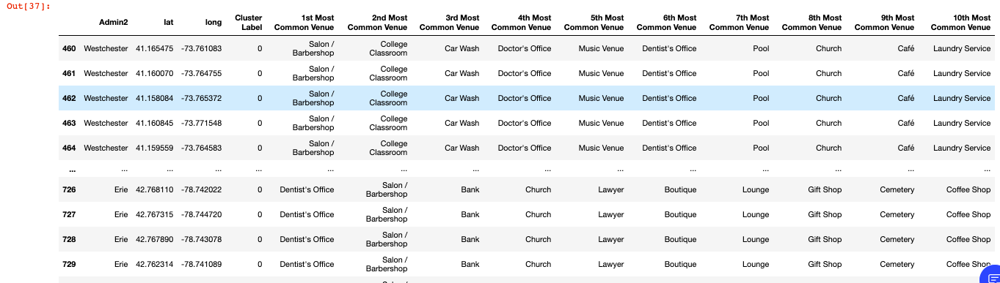 Out[37]:
Admin2 lat long Cluster Label 1st Most Common Venue 2nd Most Common Venue 3rd Most Common Venue 4th Most Common Venue 5th Most Common Venue 6th Most Common Venue 7th Most Common Venue 8th Most Common Venue 9th Most Common Venue 10th Most Common Venue
460 Westchester 41.165475 -73.761083 0 Salon / Barbershop College Classroom Car Wash Doctor's Office Music Venue Dentist's Office Pool Church Café Laundry Service
461 Westchester 41.160070 -73.764755 0 Salon / Barbershop College Classroom Car Wash Doctor's Office Music Venue Dentist's Office Pool Church Café Laundry Service
462 Westchester 41.158084 -73.765372 0 Salon / Barbershop College Classroom Car Wash Doctor's Office Music Venue Dentist's Office Pool Church Café Laundry Service
463 Westchester 41.160845 -73.771548 0 Salon / Barbershop College Classroom Car Wash Doctor's Office Music Venue Dentist's Office Pool Church Café Laundry Service
464 Westchester 41.159559 -73.764583 0 Salon / Barbershop College Classroom Car Wash Doctor's Office Music Venue Dentist's Office Pool Church Café Laundry Service
... ... ... ... ... ... ... ... ... ... ... ... ... ... ...
726 Erie 42.768110 -78.742022 0 Dentist's Office Salon / Barbershop Bank Church Lawyer Boutique Lounge Gift Shop Cemetery Coffee Shop
727 Erie 42.767315 -78.744720 0 Dentist's Office Salon / Barbershop Bank Church Lawyer Boutique Lounge Gift Shop Cemetery Coffee Shop
728 Erie 42.767890 -78.743078 0 Dentist's Office Salon / Barbershop Bank Church Lawyer Boutique Lounge Gift Shop Cemetery Coffee Shop
729 Erie 42.762314 -78.741089 0 Dentist's Office Salon / Barbershop Bank Church Lawyer Boutique Lounge Gift Shop Cemetery Coffee Shop